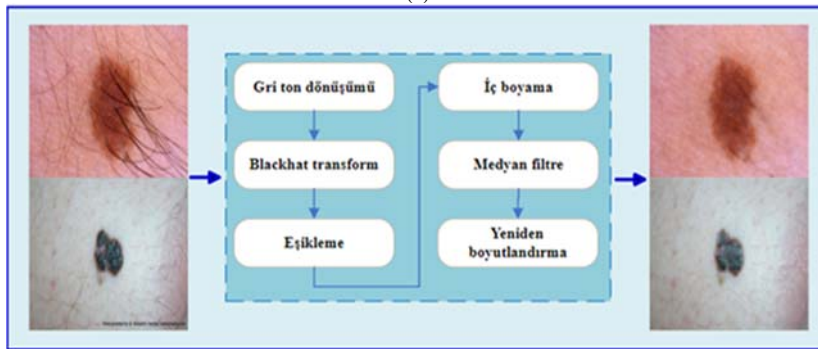 Gri ton dönüşümü
Blackhat transform
Eşikleme
İç boyama
Medyan filtre
Yeniden
boyutlandırma